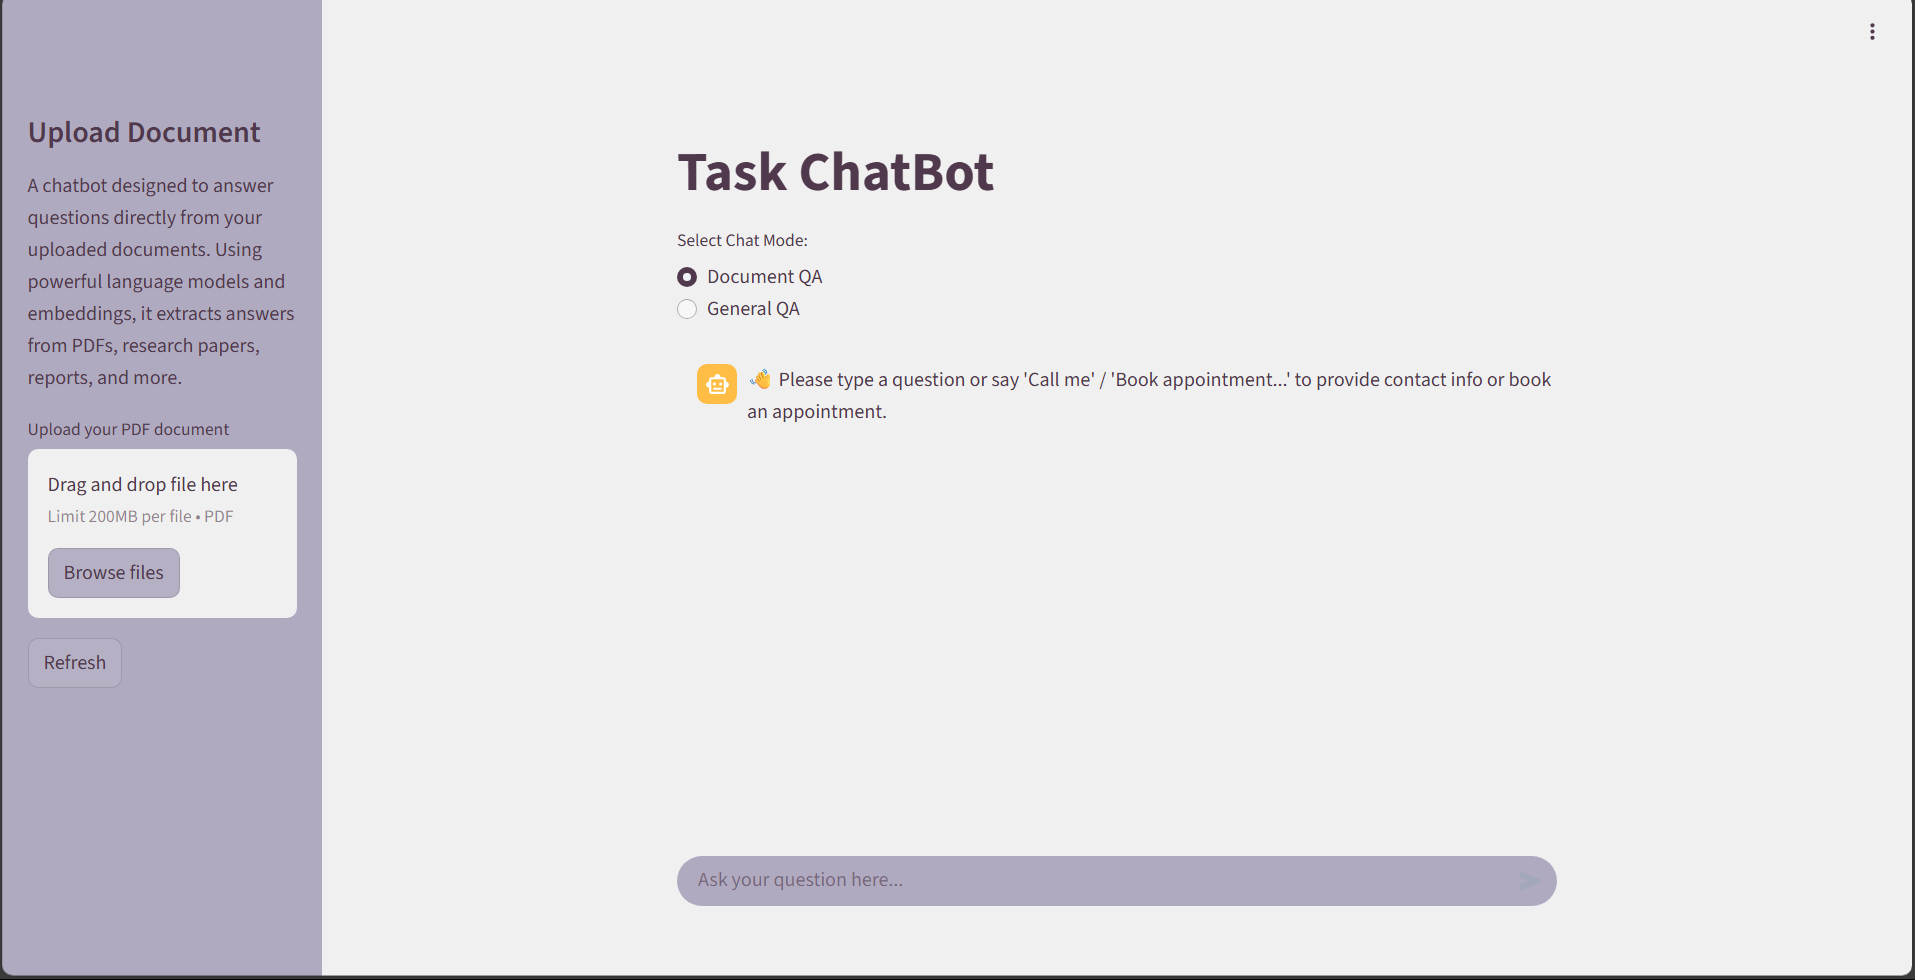 Upload Document
A chatbot designed to answer
questions directly from your
uploaded documents. Using
powerful language models and
embeddings, it extracts answers
from PDFs, research papers,
reports, and more.
Upload your PDF document
Drag and drop file here
Limit 200MB per file • PDF
Browse files
Refresh
Task ChatBot
Select Chat Mode:
Document QA
General QA
👋 Please type a question or say 'Call me' / 'Book appointment...' to provide contact info or book
an appointment.
Ask your question here...